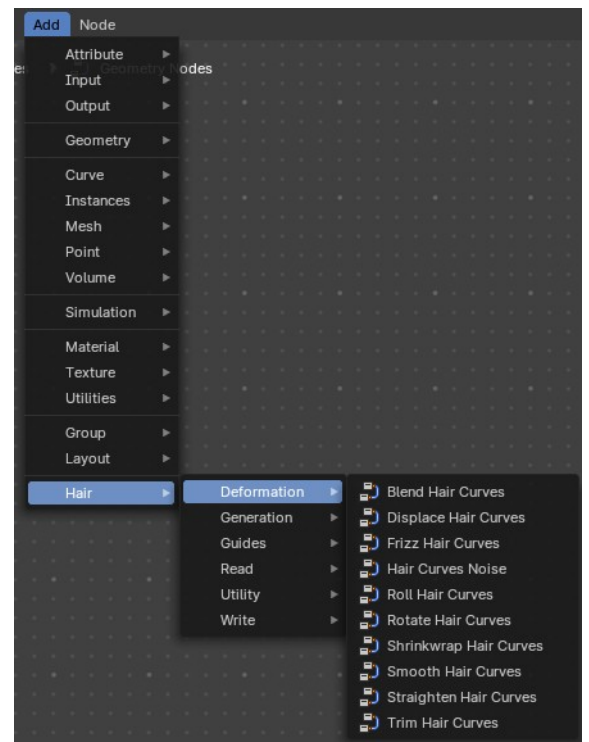 Add Node
Attribute
Geometry Nodes
Input
Output
Geometry
Curve
Instances
Mesh
Point
Volume
Simulation
Material
Texture
Utilities
Group
Layout
Hair
Deformation
Generation
Guides
Read
Utility
Write
Blend Hair Curves
Displace Hair Curves
Frizz Hair Curves
Hair Curves Noise
Roll Hair Curves
Rotate Hair Curves
Shrinkwrap Hair Curves
Smooth Hair Curves
Straighten Hair Curves
Trim Hair Curves